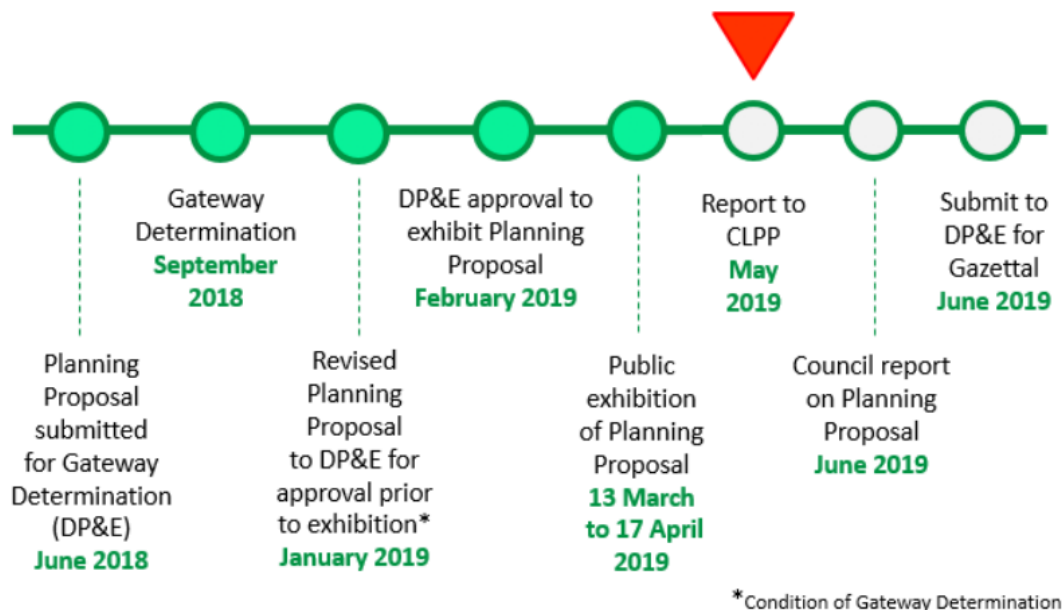 Planning
Proposal
submitted
for Gateway
Determination
(DP&E)
June 2018
Gateway
Determination
September
2018
Revised
Planning
Proposal
to DP&E for
approval prior
to exhibition*
January 2019
DP&E approval to
exhibit Planning
Proposal
February 2019
Public
exhibition
of Planning
Proposal
13 March
to 17 April
2019
Report to
CLPP
May
2019
Council report
on Planning
Proposal
June 2019
Submit to
DP&E for
Gazettal
June 2019
*Condition of Gateway Determination